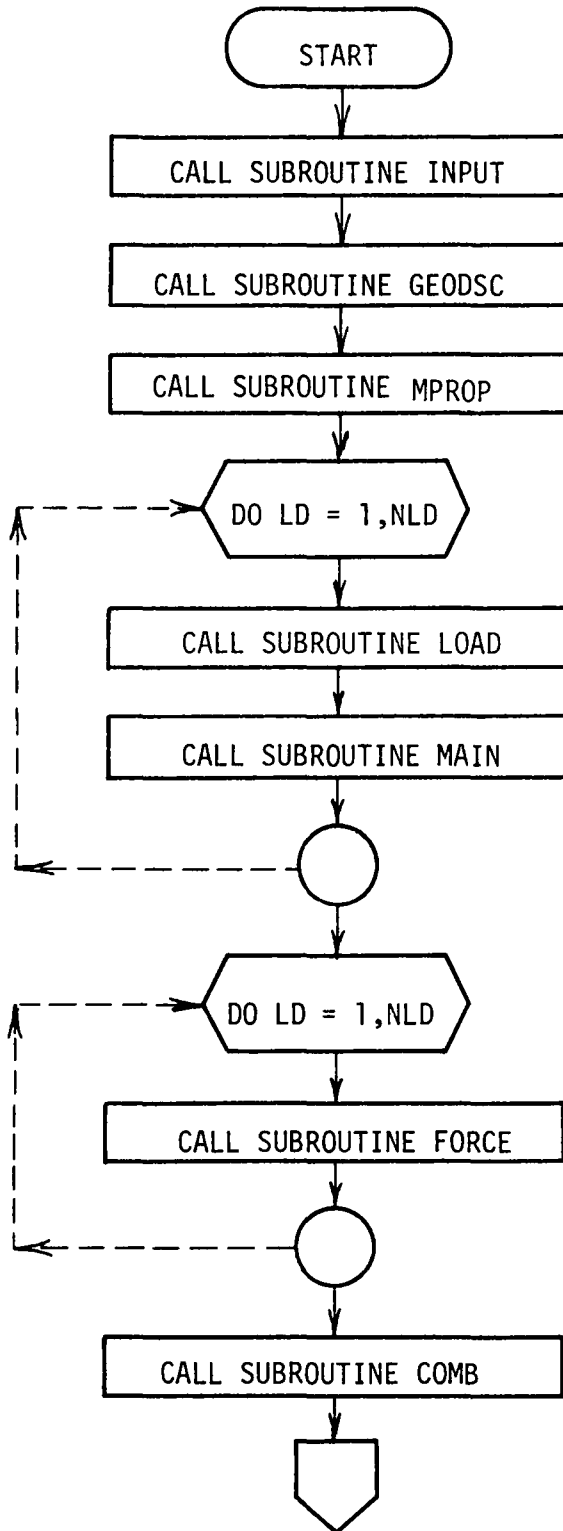 START
CALL SUBROUTINE INPUT
CALL SUBROUTINE GEODSC
CALL SUBROUTINE MPROP
DO LD = 1,NLD
CALL SUBROUTINE LOAD
CALL SUBROUTINE MAIN
DO LD = 1,NLD
CALL SUBROUTINE FORCE
CALL SUBROUTINE COMB